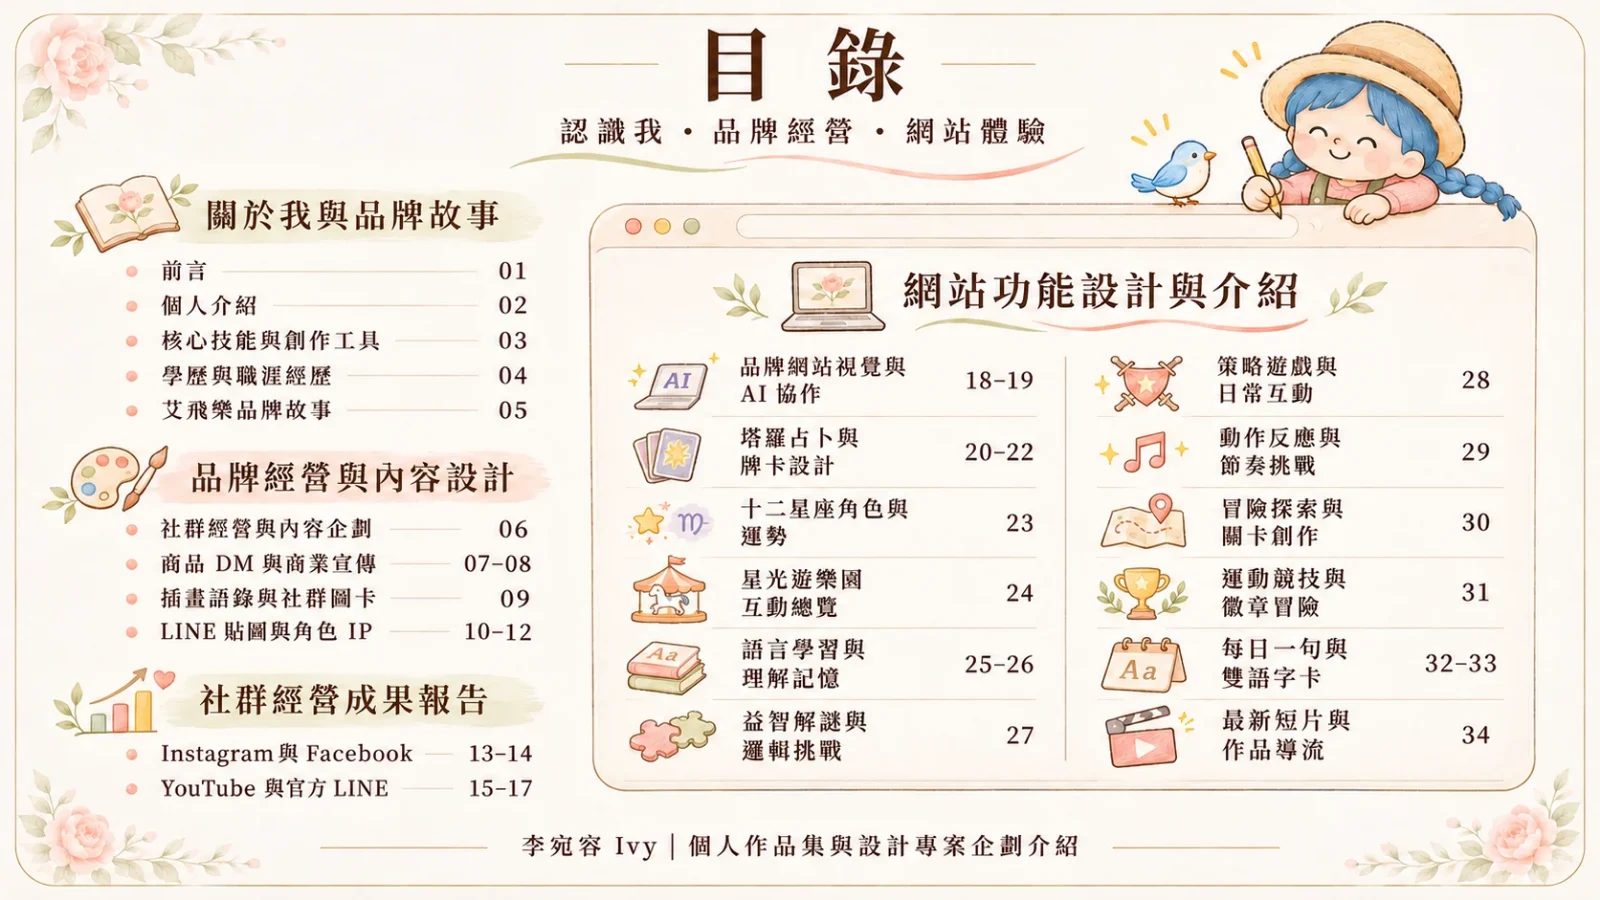 目錄
認識我・品牌經營・網站體驗
關於我與品牌故事
前言 01
個人介紹 02
核心技能與創作工具 03
學歷與職涯經歷 04
艾飛樂品牌故事 05
品牌經營與內容設計
社群經營與內容企劃 06
商品 DM 與商業宣傳 07–08
插畫語錄與社群圖卡 09
LINE 貼圖與角色 IP 10–12
社群經營成果報告
Instagram與 Facebook 13–14
YouTube 與官方 LINE 15–17
網站功能設計與介紹
AI
品牌網站視覺與
AI 協作
18–19
塔羅占卜與
牌卡設計
20–22
♍
十二星座角色與
運勢
23
星光遊樂園
互動總覽
24
Aa
語言學習與
理解記憶
25–26
益智解謎與
邏輯挑戰
27
策略遊戲與
日常互動
28
動作反應與
節奏挑戰
29
冒險探索與
關卡創作
30
運動競技與
徽章冒險
31
Aa
每日一句與
雙語字卡
32–33
最新短片與
作品導流
34
李宛容 Ivy | 個人作品集與設計專案企劃介紹